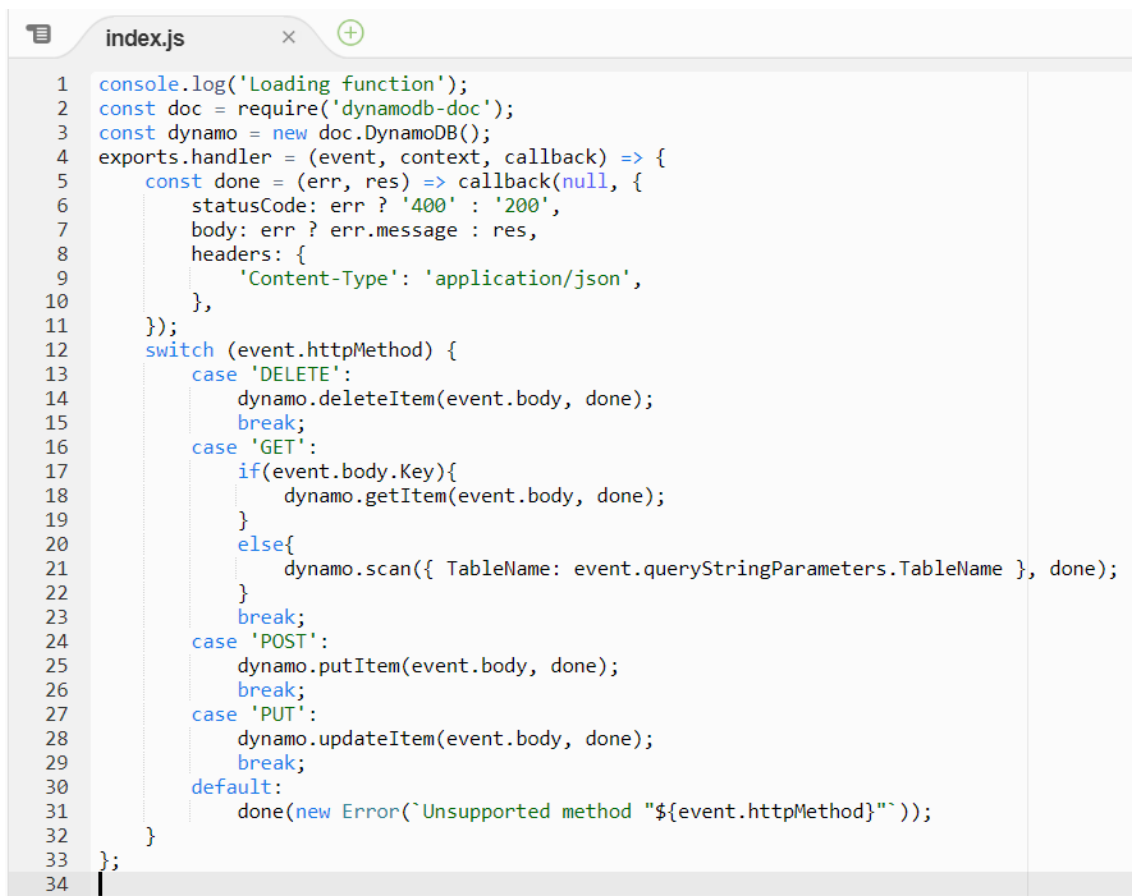 index.js
1 console.log('Loading function');
2 const doc = require('dynamodb-doc');
3 const dynamo = new doc.DynamoDB();
4 exports.handler = (event, context, callback) => {
5     const done = (err, res) => callback(null, {
6         statusCode: err ? '400' : '200',
7         body: err ? err.message : res,
8         headers: {
9             'Content-Type': 'application/json',
10         },
11     });
12     switch (event.httpMethod) {
13         case 'DELETE':
14             dynamo.deleteItem(event.body, done);
15             break;
16         case 'GET':
17             if(event.body.Key){
18                 dynamo.getItem(event.body, done);
19             }
20             else{
21                 dynamo.scan({ TableName: event.queryStringParameters.TableName }, done);
22             }
23             break;
24         case 'POST':
25             dynamo.putItem(event.body, done);
26             break;
27         case 'PUT':
28             dynamo.updateItem(event.body, done);
29             break;
30         default:
31             done(new Error(`Unsupported method "${event.httpMethod}"`));
32     }
33 };
34